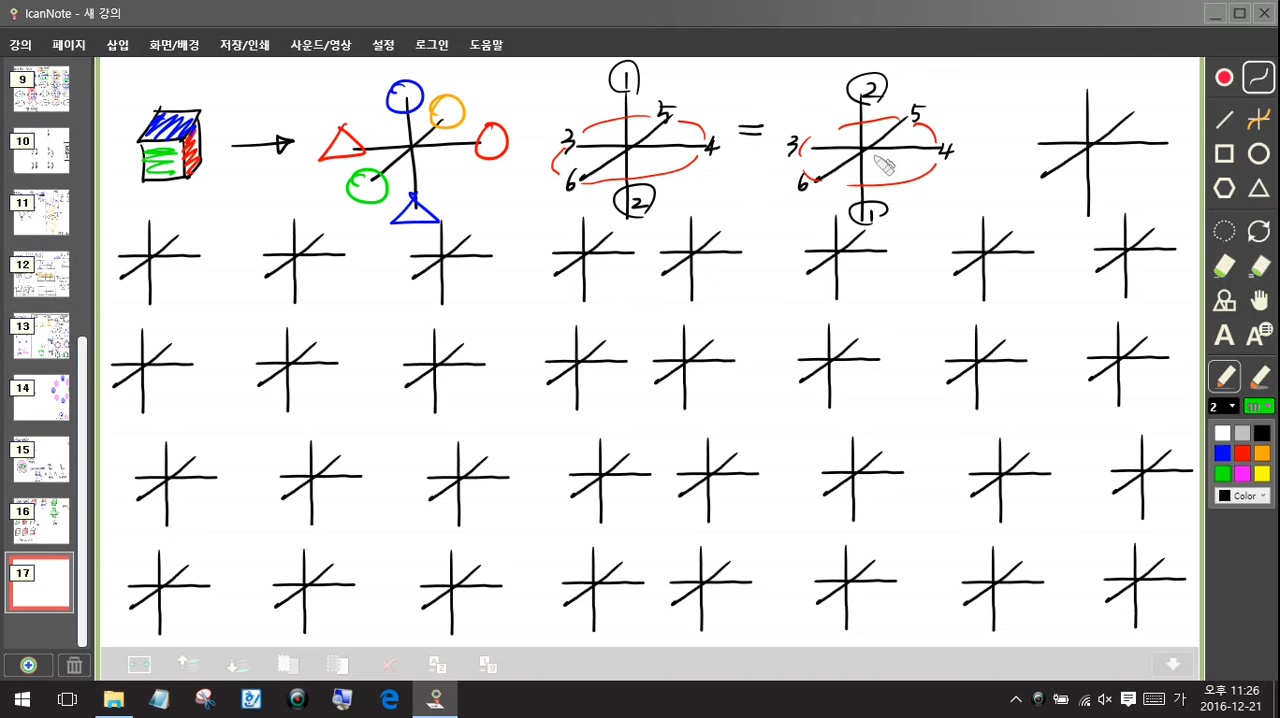 IcanNote - 새 강의
강의 페이지 삽입 화면/배경 저장/인쇄 사운드/영상 설정 로그인 도움말
9
10
11
12
13
14
15
16
17
1 5 3 4 6 2
=
2 5 3 4 6 1
A
2
Color
가
오후 11:26
2016-12-21